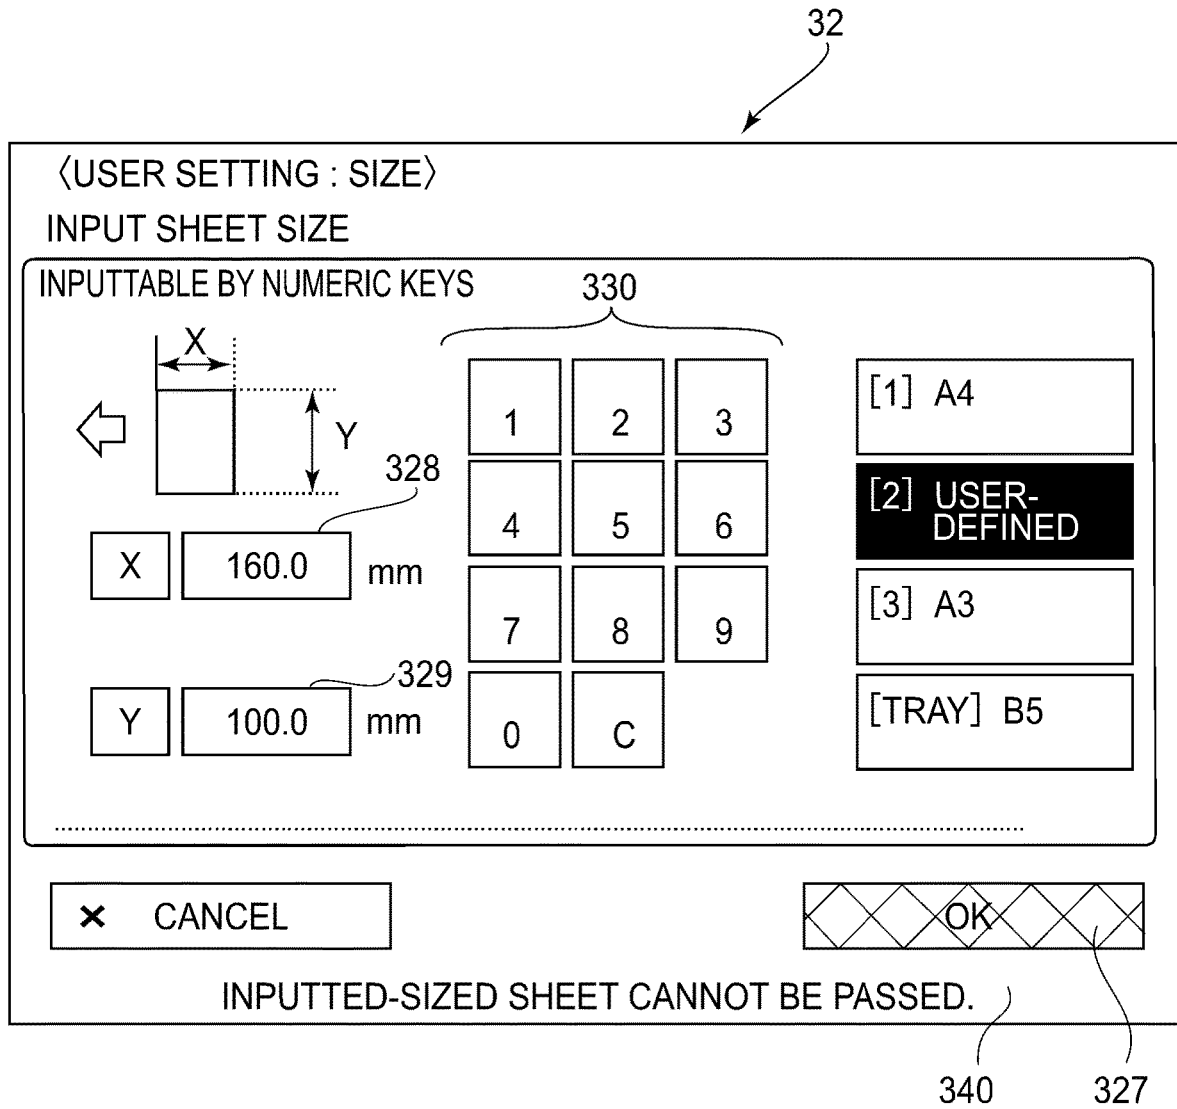 32
〈USER SETTING : SIZE〉
INPUT SHEET SIZE
INPUTTABLE BY NUMERIC KEYS
330
X
Y
328
X 160.0 mm
329
Y 100.0 mm
1 2 3
4 5 6
7 8 9
0 C
[1] A4
[2] USER-
DEFINED
[3] A3
[TRAY] B5
× CANCEL
OK
INPUTTED-SIZED SHEET CANNOT BE PASSED.
340 327